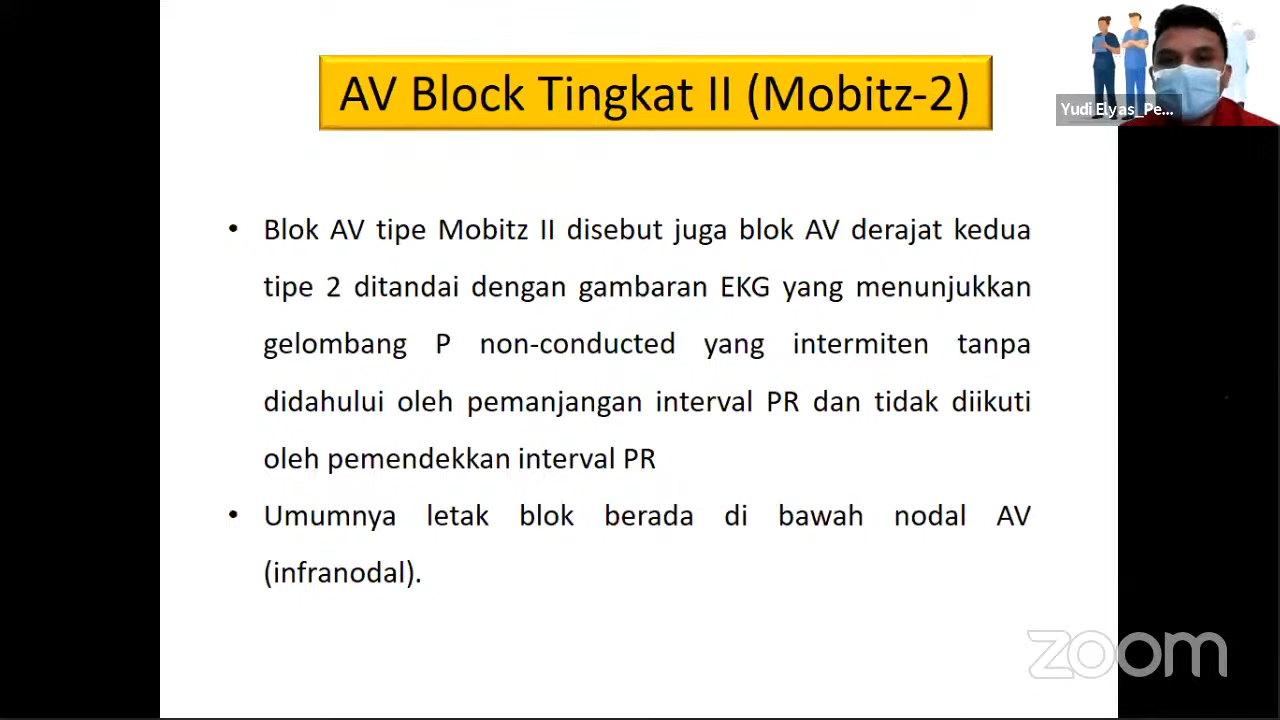 AV Block Tingkat II (Mobitz-2)
Yudi Elyas_Pe...
• Blok AV tipe Mobitz II disebut juga blok AV derajat kedua
tipe 2 ditandai dengan gambaran EKG yang menunjukkan
gelombang P non-conducted yang intermiten tanpa
didahului oleh pemanjangan interval PR dan tidak diikuti
oleh pemendekkan interval PR
• Umumnya letak blok berada di bawah nodal AV
(infranodal).
zoom